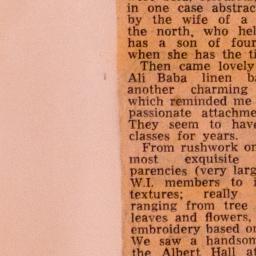 in one case abstrac
by the wife of a
the north, who hel
has a son of four
when she has the ti
Then came lovely
Ali Baba linen ba
another charming
which reminded me
passionate attachme
They seem to have
classes for years.
From rushwork on
most exquisite
parencies (very larg
W.I. members to i
textures; really
ranging from tree
leaves and flowers,
embroidery based on
We saw a handsom
the Albert Hall at